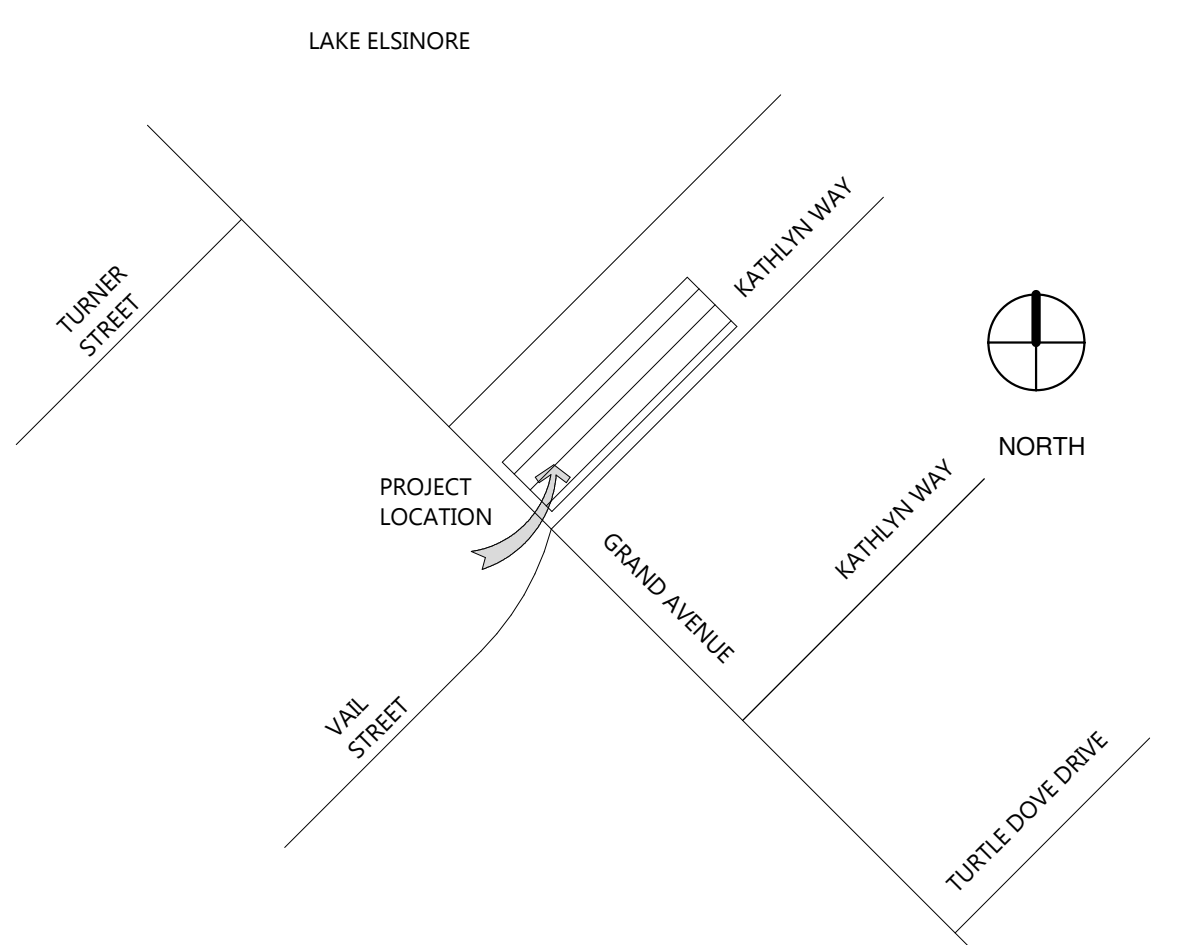 LAKE ELSINORE
KATHLYN WAY
TURNER
STREET
NORTH
PROJECT
LOCATION
KATHLYN WAY
GRAND AVENUE
VAIL
STREET
TURTLE DOVE DRIVE